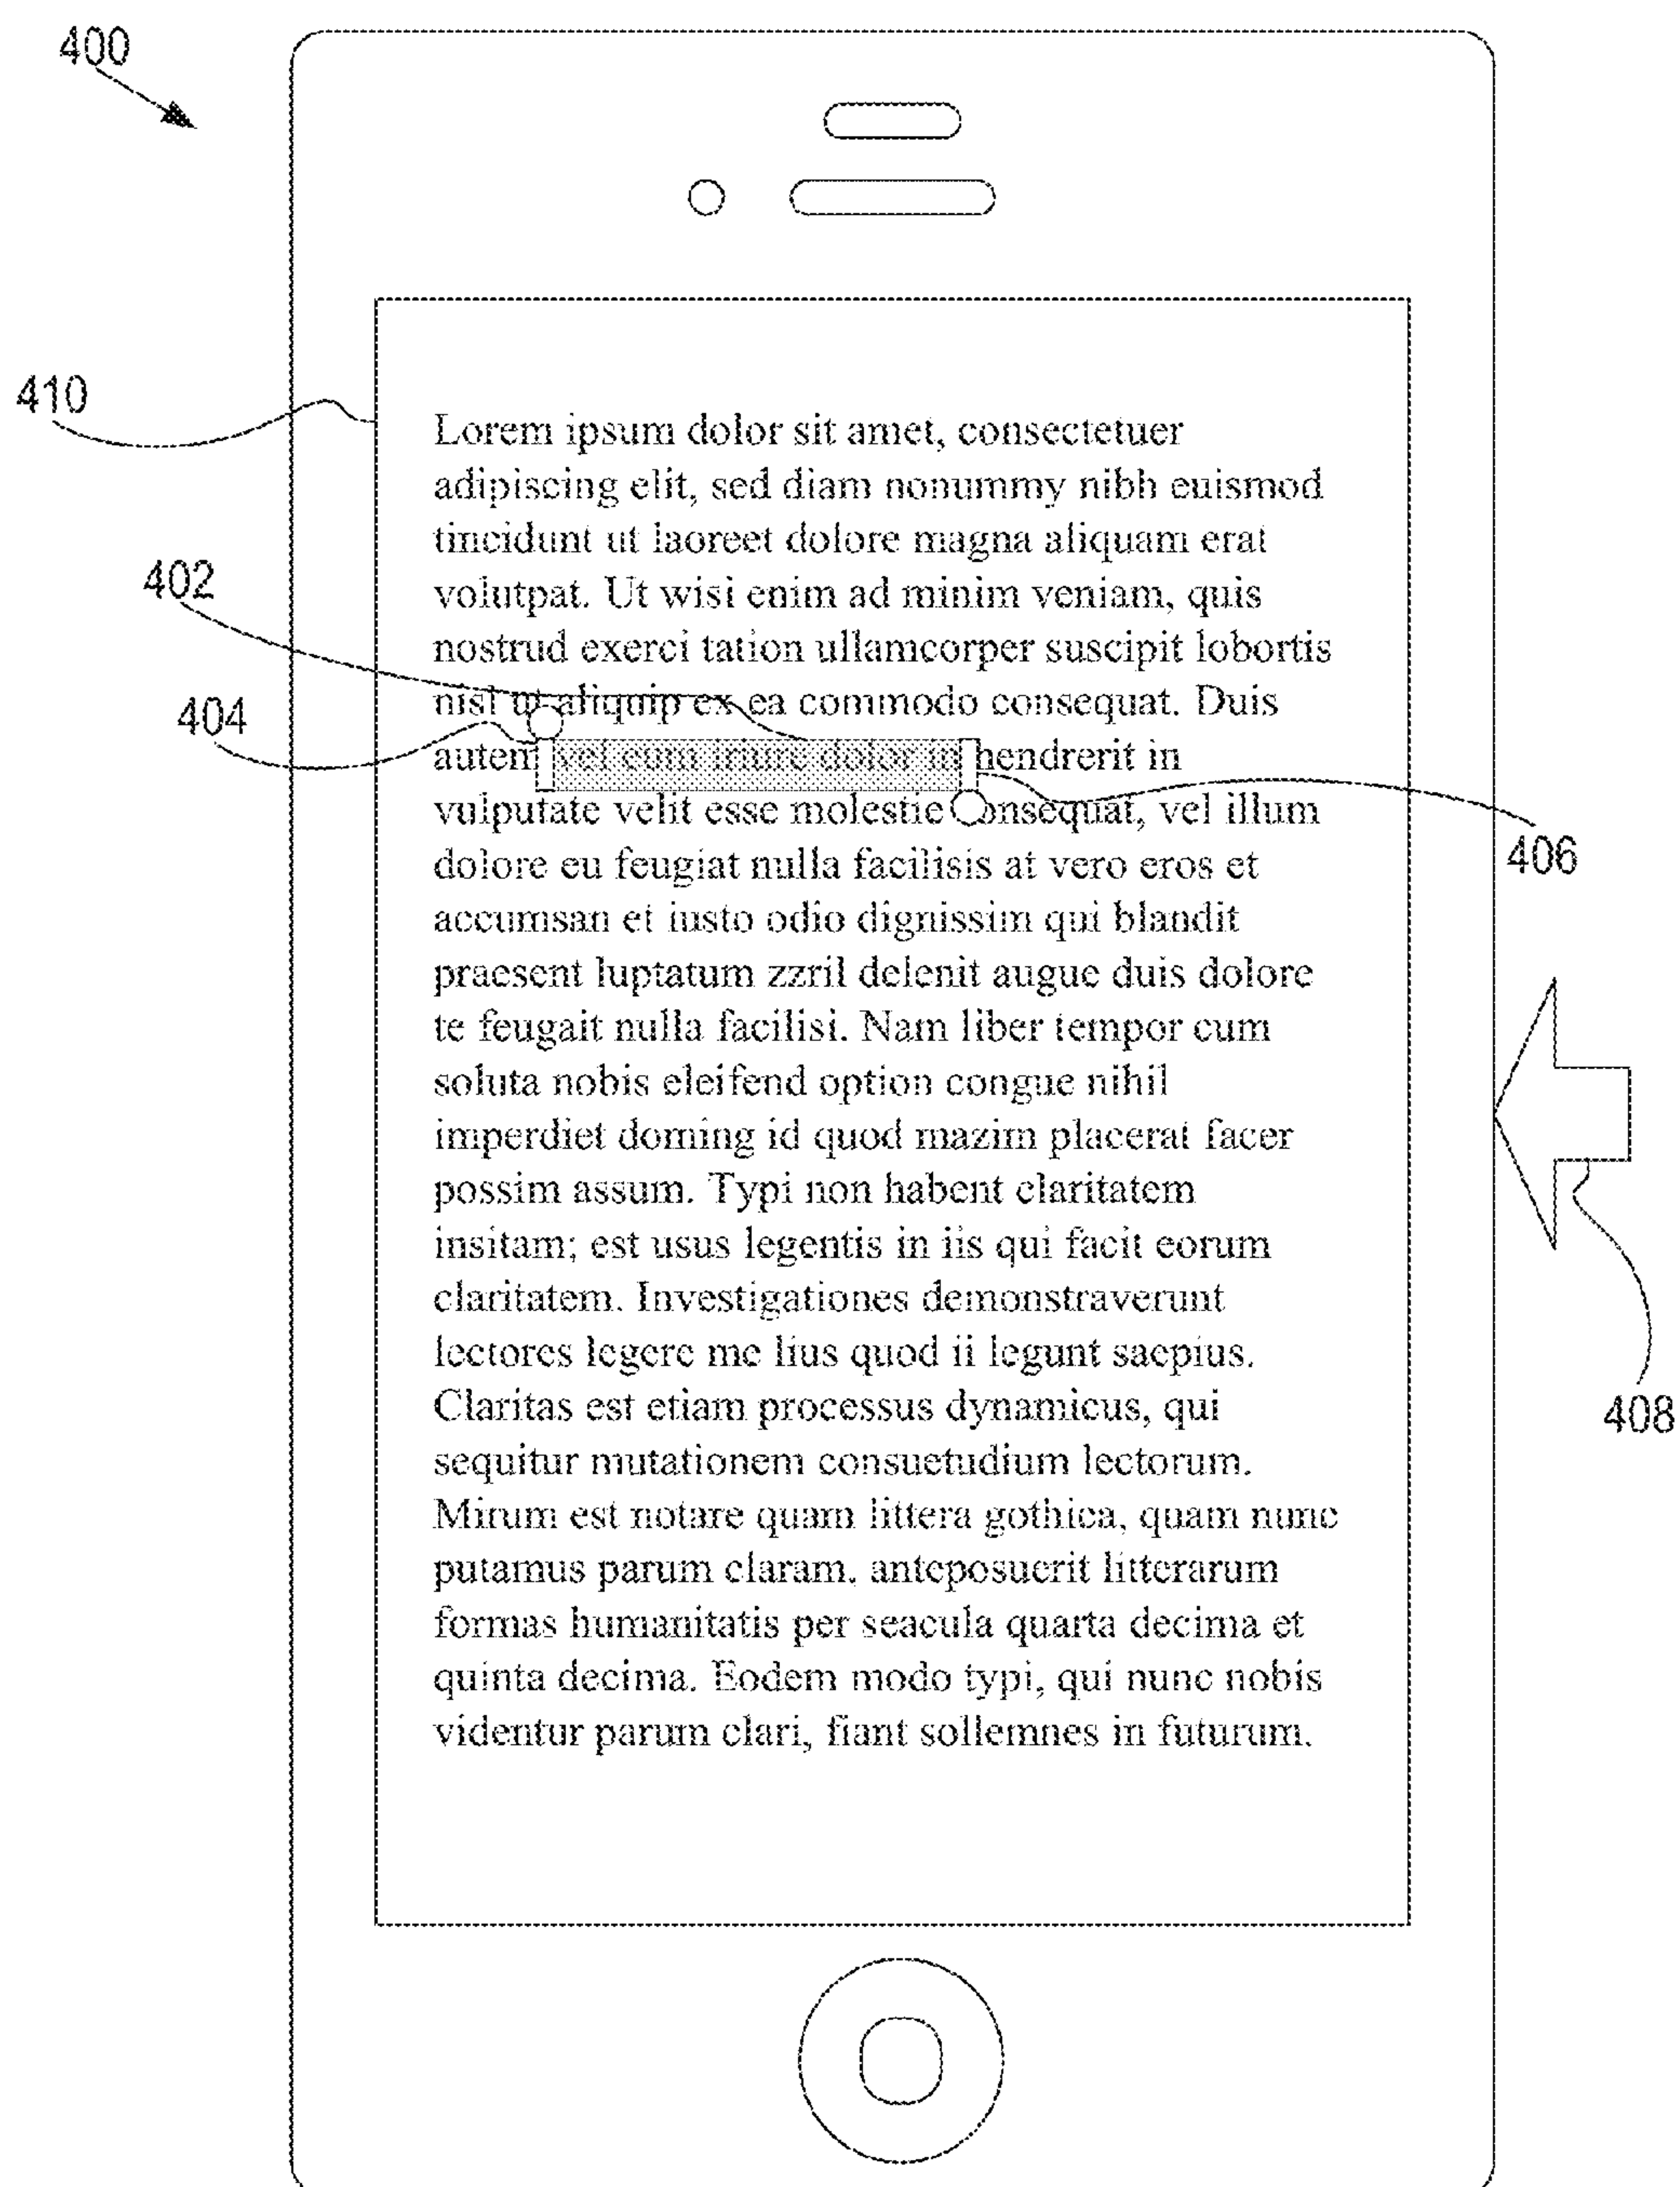 400
410
Lorem ipsum dolor sit amet, consectetuer
adipiscing elit, sed diam nonummy nibh euismod
tincidunt ut laoreet dolore magna aliquam erat
402
volutpat. Ut wisi enim ad minim veniam, quis
nostrud exerci tation ullamcorper suscipit lobortis
404
nisl ut aliquip ex ea commodo consequat. Duis
autem vel eum iriure dolor in hendrerit in
vulputate velit esse molestie consequat, vel illum
406
dolore eu feugiat nulla facilisis at vero eros et
accumsan et iusto odio dignissim qui blandit
praesent luptatum zzril delenit augue duis dolore
te feugait nulla facilisi. Nam liber tempor cum
soluta nobis eleifend option congue nihil
imperdiet doming id quod mazim placerat facer
possim assum. Typi non habent claritatem
insitam; est usus legentis in iis qui facit eorum
claritatem. Investigationes demonstraverunt
lectores legere me lius quod ii legunt saepius.
408
Claritas est etiam processus dynamicus, qui
sequitur mutationem consuetudium lectorum.
Mirum est notare quam littera gothica, quam nunc
putamus parum claram, anteposuerit litterarum
formas humanitatis per seacula quarta decima et
quinta decima. Eodem modo typi, qui nunc nobis
videntur parum clari, fiant sollemnes in futurum.